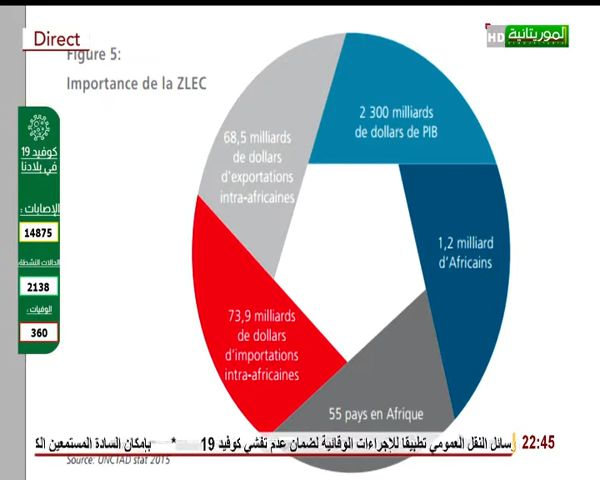 Direct
HD
الموريتانية
Figure 5:
Importance de la ZLEC
2 300 milliards
de dollars de PIB
68,5 milliards
de dollars
d'exportations
intra-africaines
1,2 milliard
d'Africains
73,9 milliards
de dollars
d'importations
intra-africaines
55 pays en Afrique
كوفيد 19
في بلادنا
الإصابات :
14875
الحالات النشطة
2138
الوفيات :
360
سائل النقل العمومي تطبيقا للإجراءات الوقائية لضمان عدم تفشي كوفيد 19 * بإمكان السادة المستمعين الك
22:45
Source: UNCTAD stat 2015